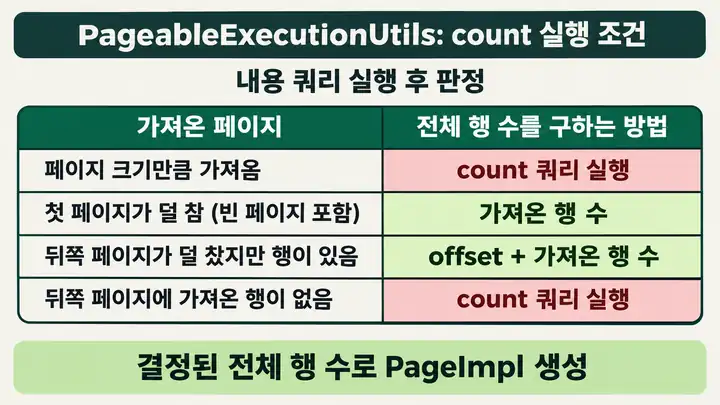 PageableExecutionUtils: count 실행 조건
내용 쿼리 실행 후 판정
가져온 페이지
전체 행 수를 구하는 방법
페이지 크기만큼 가져옴
count 쿼리 실행
첫 페이지가 덜 참 (빈 페이지 포함)
가져온 행 수
뒤쪽 페이지가 덜 찼지만 행이 있음
offset + 가져온 행 수
뒤쪽 페이지에 가져온 행이 없음
count 쿼리 실행
결정된 전체 행 수로 PageImpl 생성